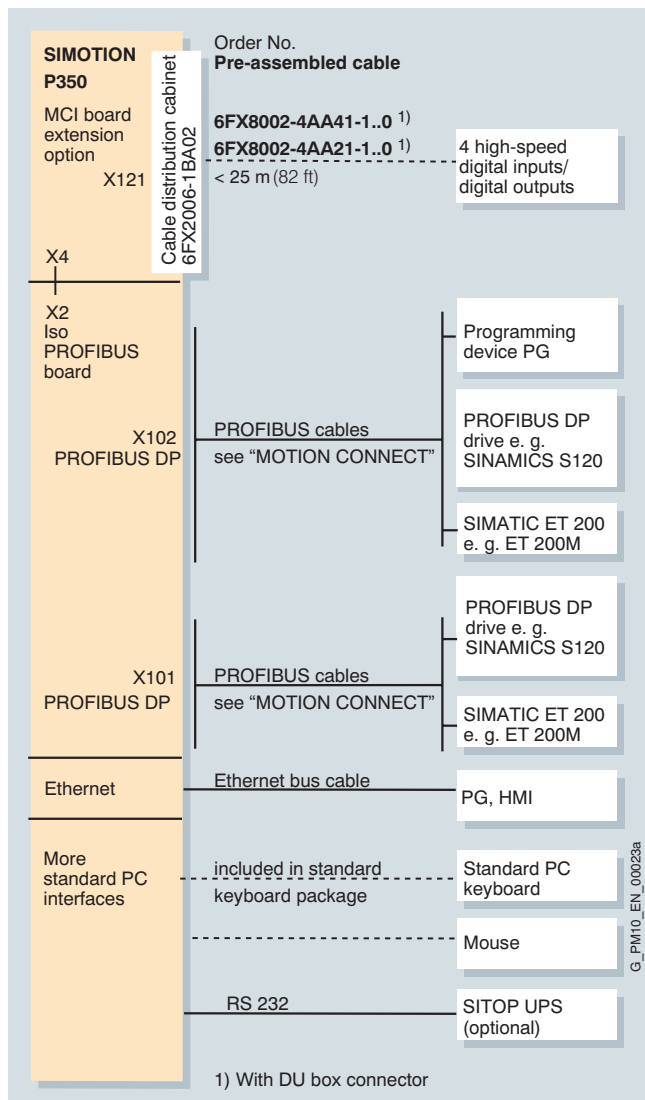 SIMOTION
P350
MCI board
extension
option
X121
Cable distribution cabinet
6FX2006-1BA02
Order No.
Pre-assembled cable
6FX8002-4AA41-1..0 1)
6FX8002-4AA21-1..0 1)
< 25 m (82 ft)
4 high-speed
digital inputs/
digital outputs
X4
X2
Iso
PROFIBUS
board
X102
PROFIBUS DP
PROFIBUS cables
see “MOTION CONNECT”
Programming
device PG
PROFIBUS DP
drive e. g.
SINAMICS S120
SIMATIC ET 200
e. g. ET 200M
X101
PROFIBUS DP
PROFIBUS cables
see “MOTION CONNECT”
PROFIBUS DP
drive e. g.
SINAMICS S120
SIMATIC ET 200
e. g. ET 200M
Ethernet
Ethernet bus cable
PG, HMI
More
standard PC
interfaces
included in standard
keyboard package
Standard PC
keyboard
Mouse
RS 232
SITOP UPS
(optional)
1) With DU box connector
G_PM10_EN_00023a